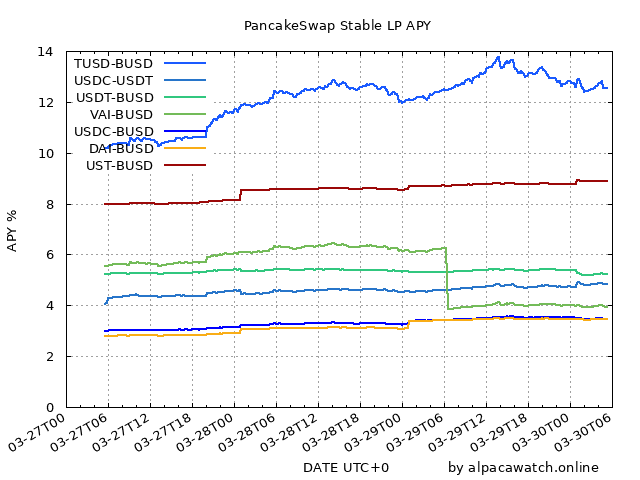 PancakeSwap Stable LP APY
14
12
10
8
6
4
2
0
APY %
TUSD-BUSD
USDC-USDT
USDT-BUSD
VAI-BUSD
USDC-BUSD
DAI-BUSD
UST-BUSD
03-27T00
03-27T06
03-27T12
03-27T18
03-28T00
03-28T06
03-28T12
03-28T18
03-29T00
03-29T06
03-29T12
03-29T18
03-30T00
03-30T06
DATE UTC+0
by alpacawatch.online